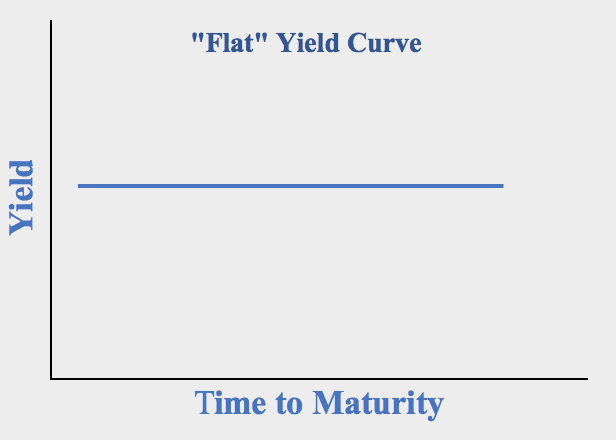 "Flat" Yield Curve
Yield
Time to Maturity